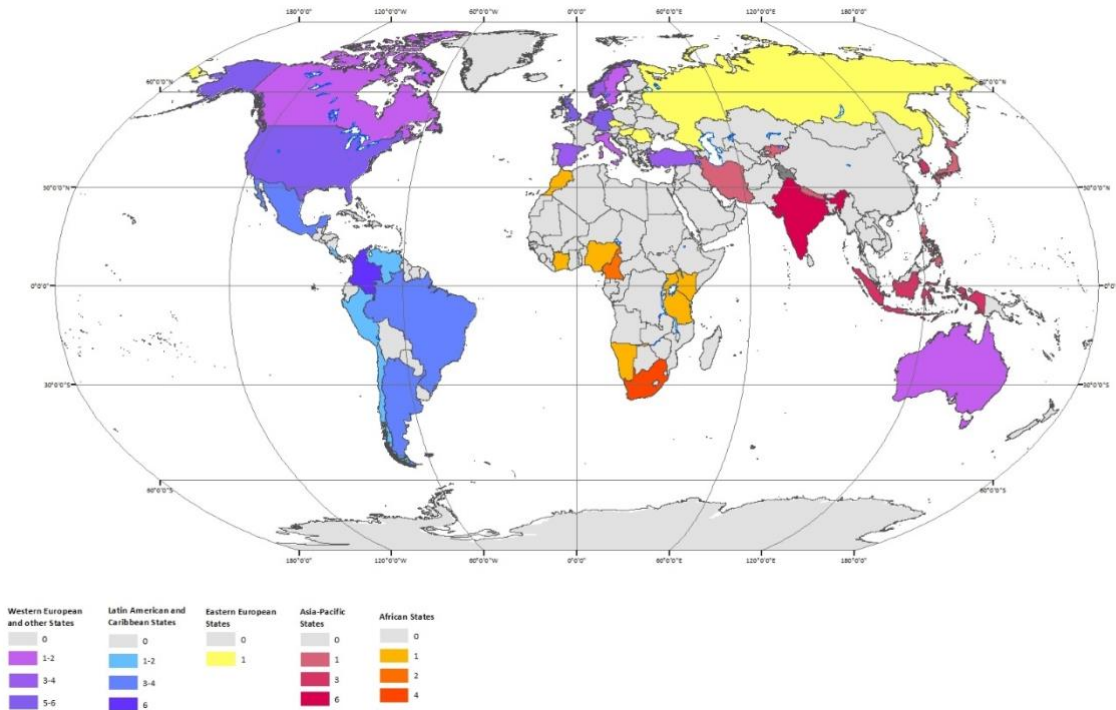 180°0'0" 120°0'0"W 60°0'0"W 0°0'0" 60°0'0"E 120°0'0"E 180°0'0"
60°0'0"N 60°0'0"N
30°0'0"N 30°0'0"N
0°0'0" 0°0'0"
30°0'0"S 30°0'0"S
60°0'0"S 60°0'0"S
180°0'0" 120°0'0"W 60°0'0"W 0°0'0" 60°0'0"E 120°0'0"E 180°0'0"
Western European
and other States
0
1-2
3-4
5-6
Latin American and
Caribbean States
0
1-2
3-4
6
Eastern European
States
0
1
Asia-Pacific
States
0
1
3
6
African States
0
1
2
4